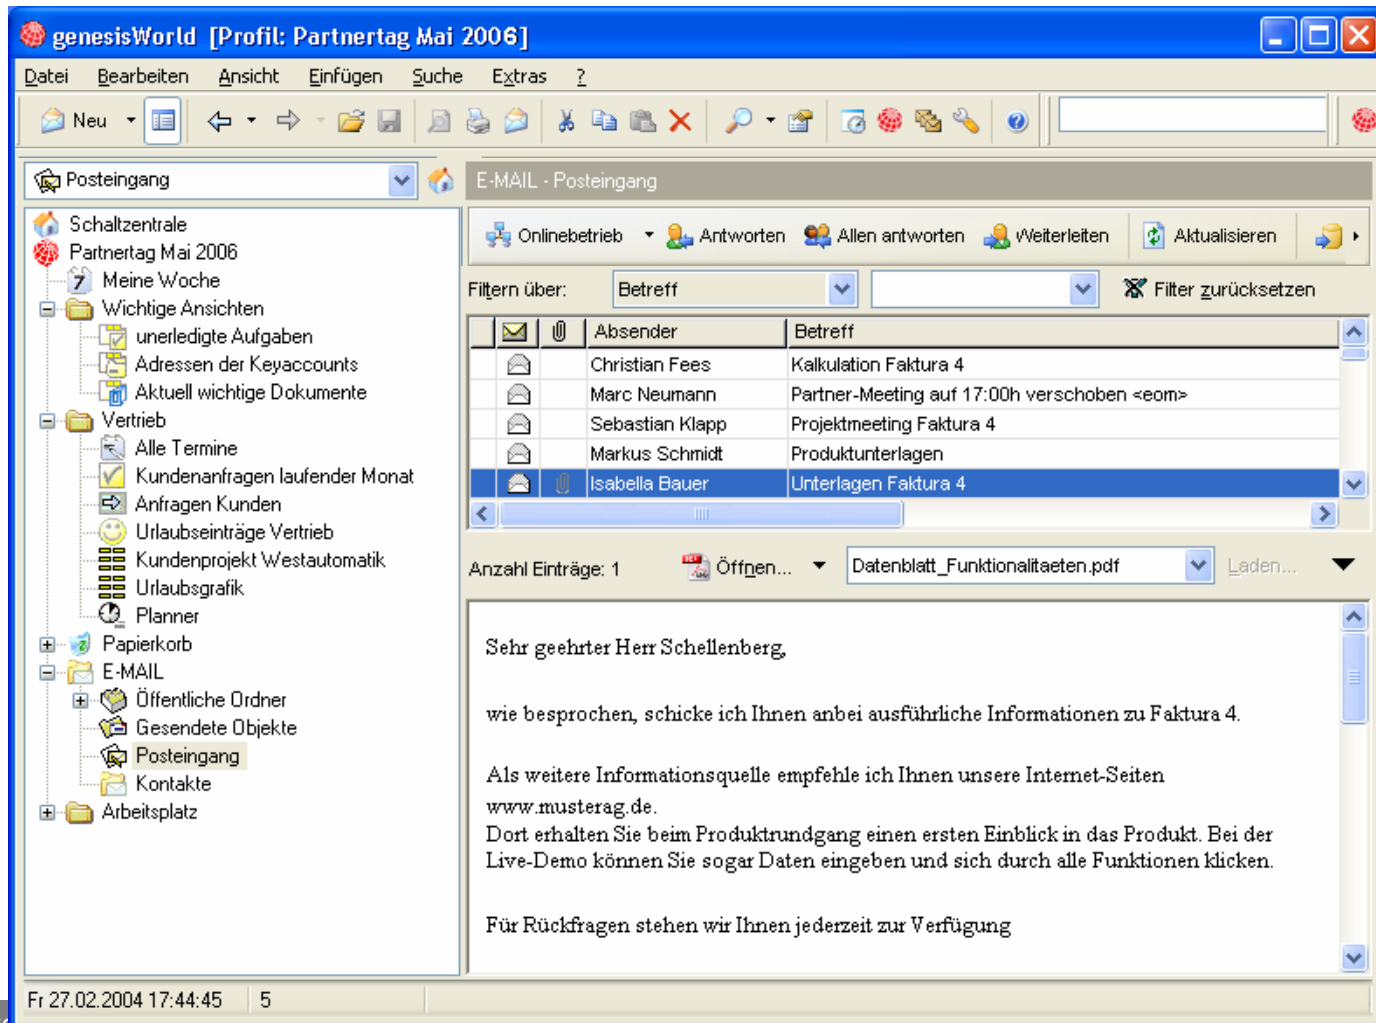 genesisWorld [Profil: Partnertag Mai 2006]
Datei Bearbeiten Ansicht Einfügen Suche Extras ?
Neu
Posteingang
E-MAIL - Posteingang
Schaltzentrale
Partnertag Mai 2006
7 Meine Woche
Wichtige Ansichten
unerledigte Aufgaben
Adressen der Keyaccounts
Aktuell wichtige Dokumente
Vertrieb
Alle Termine
Kundenanfragen laufender Monat
Anfragen Kunden
Urlaubseinträge Vertrieb
Kundenprojekt Westautomatik
Urlaubsgrafik
Planner
Papierkorb
E-MAIL
Öffentliche Ordner
Gesendete Objekte
Posteingang
Kontakte
Arbeitsplatz
Onlinebetrieb Antworten Allen antworten Weiterleiten Aktualisieren
Filtern über: Betreff Filter zurücksetzen
Absender Betreff
Christian Fees Kalkulation Faktura 4
Marc Neumann Partner-Meeting auf 17:00h verschoben <eom>
Sebastian Klapp Projektmeeting Faktura 4
Markus Schmidt Produktunterlagen
Isabella Bauer Unterlagen Faktura 4
Anzahl Einträge: 1 Öffnen... Datenblatt_Funktionalitaeten.pdf Laden...
Sehr geehrter Herr Schellenberg,
wie besprochen, schicke ich Ihnen anbei ausführliche Informationen zu Faktura 4.
Als weitere Informationsquelle empfehle ich Ihnen unsere Internet-Seiten
www.musterag.de.
Dort erhalten Sie beim Produktrundgang einen ersten Einblick in das Produkt. Bei der
Live-Demo können Sie sogar Daten eingeben und sich durch alle Funktionen klicken.
Für Rückfragen stehen wir Ihnen jederzeit zur Verfügung
Fr 27.02.2004 17:44:45 5